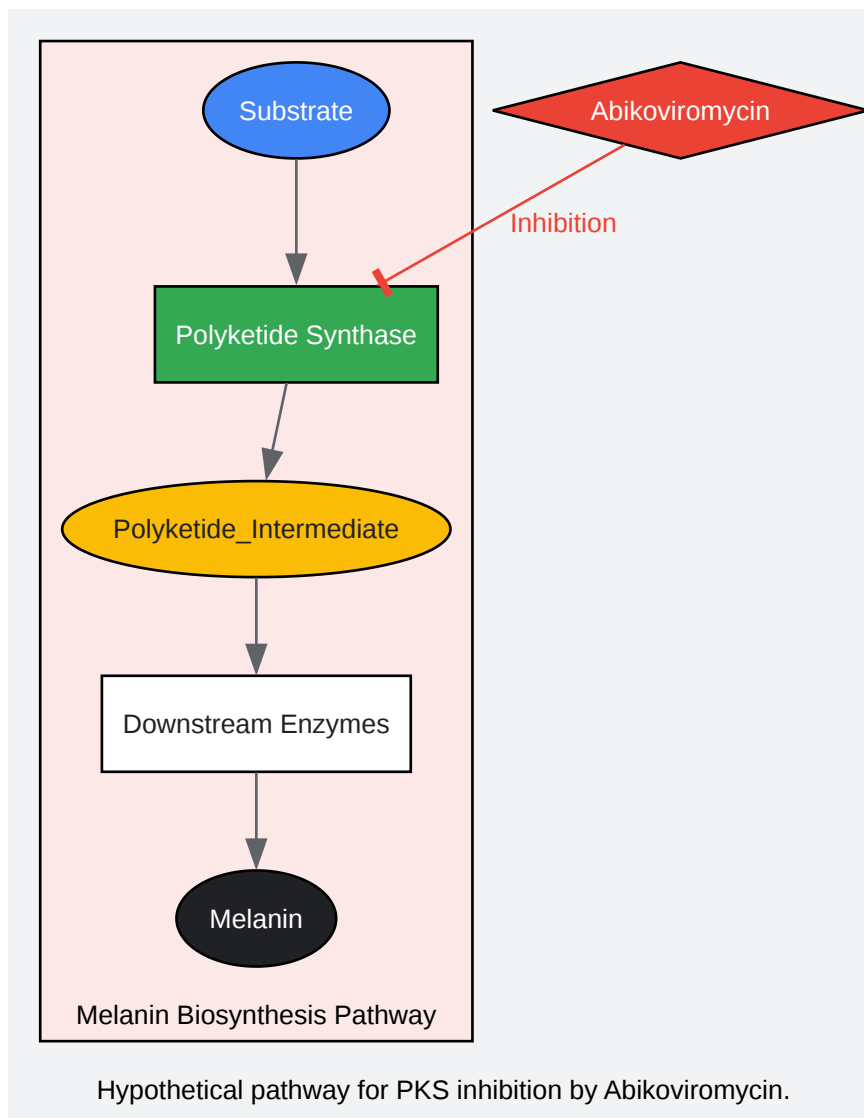 Substrate
Abikoviromycin
Inhibition
Polyketide Synthase
Polyketide_Intermediate
Downstream Enzymes
Melanin
Melanin Biosynthesis Pathway
Hypothetical pathway for PKS inhibition by Abikoviromycin.